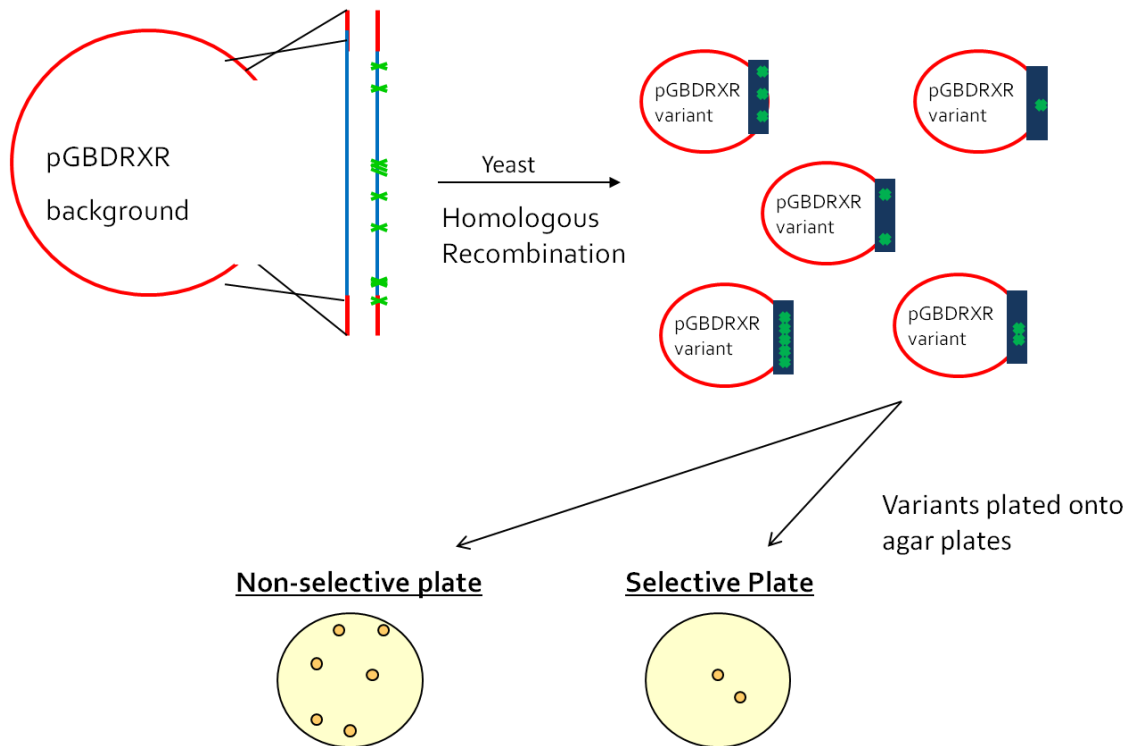 pGBDRXR
background
Yeast
Homologous
Recombination
pGBDRXR
variant
pGBDRXR
variant
pGBDRXR
variant
pGBDRXR
variant
pGBDRXR
variant
Variants plated onto
agar plates
Non-selective plate
Selective Plate